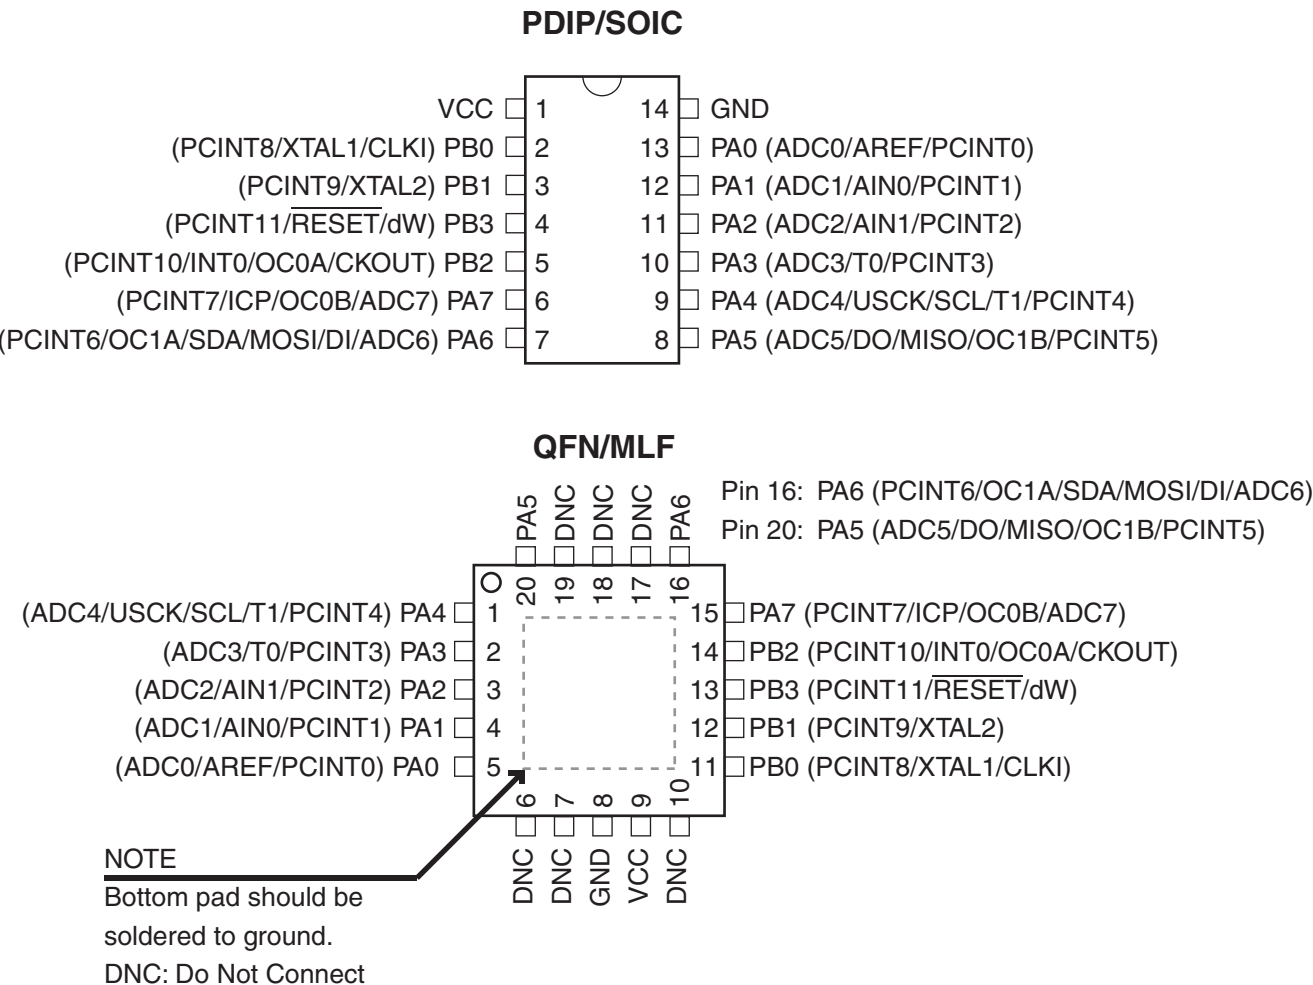 PDIP/SOIC
VCC 1 14 GND
(PCINT8/XTAL1/CLKI) PB0 2 13 PA0 (ADC0/AREF/PCINT0)
(PCINT9/XTAL2) PB1 3 12 PA1 (ADC1/AIN0/PCINT1)
(PCINT11/RESET/dW) PB3 4 11 PA2 (ADC2/AIN1/PCINT2)
(PCINT10/INT0/OC0A/CKOUT) PB2 5 10 PA3 (ADC3/T0/PCINT3)
(PCINT7/ICP/OC0B/ADC7) PA7 6 9 PA4 (ADC4/USCK/SCL/T1/PCINT4)
(PCINT6/OC1A/SDA/MOSI/DI/ADC6) PA6 7 8 PA5 (ADC5/DO/MISO/OC1B/PCINT5)
QFN/MLF
Pin 16: PA6 (PCINT6/OC1A/SDA/MOSI/DI/ADC6)
Pin 20: PA5 (ADC5/DO/MISO/OC1B/PCINT5)
PA5 DNC DNC DNC PA6
20 19 18 17 16
(ADC4/USCK/SCL/T1/PCINT4) PA4 1 15 PA7 (PCINT7/ICP/OC0B/ADC7)
(ADC3/T0/PCINT3) PA3 2 14 PB2 (PCINT10/INT0/OC0A/CKOUT)
(ADC2/AIN1/PCINT2) PA2 3 13 PB3 (PCINT11/RESET/dW)
(ADC1/AIN0/PCINT1) PA1 4 12 PB1 (PCINT9/XTAL2)
(ADC0/AREF/PCINT0) PA0 5 11 PB0 (PCINT8/XTAL1/CLKI)
6 7 8 9 10
DNC DNC GND VCC DNC
NOTE
Bottom pad should be
soldered to ground.
DNC: Do Not Connect